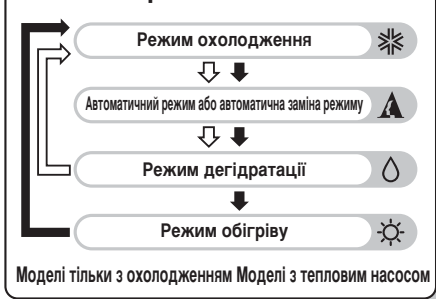 Режим охолодження
Автоматичний режим або автоматична заміна режиму
Режим дегідратації
Режим обігріву
Моделі тільки з охолодженням Моделі з тепловим насосом